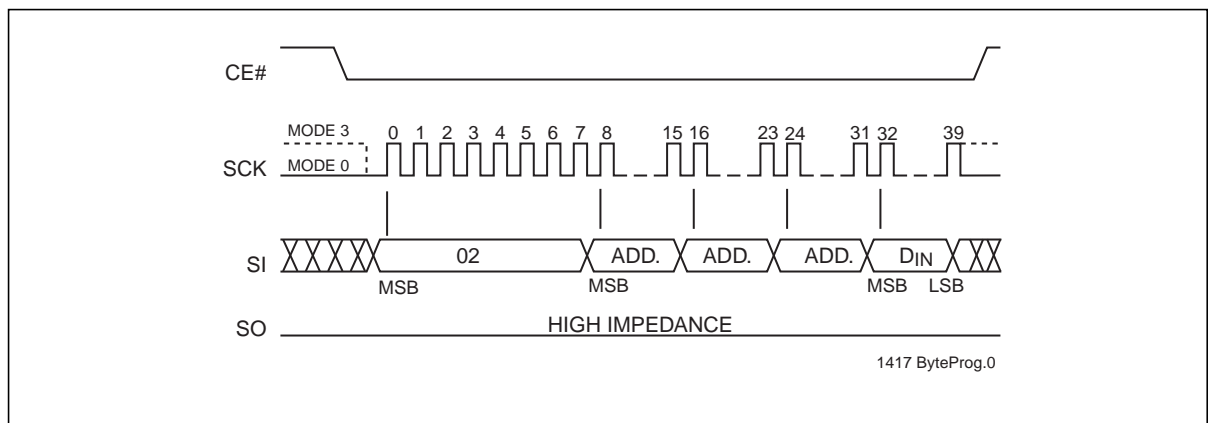 CE#
MODE 3
0 1 2 3 4 5 6 7 8 15 16 23 24 31 32 39
SCK
MODE 0
SI
02 ADD. ADD. ADD. DIN
MSB MSB MSB LSB
SO
HIGH IMPEDANCE
1417 ByteProg.0